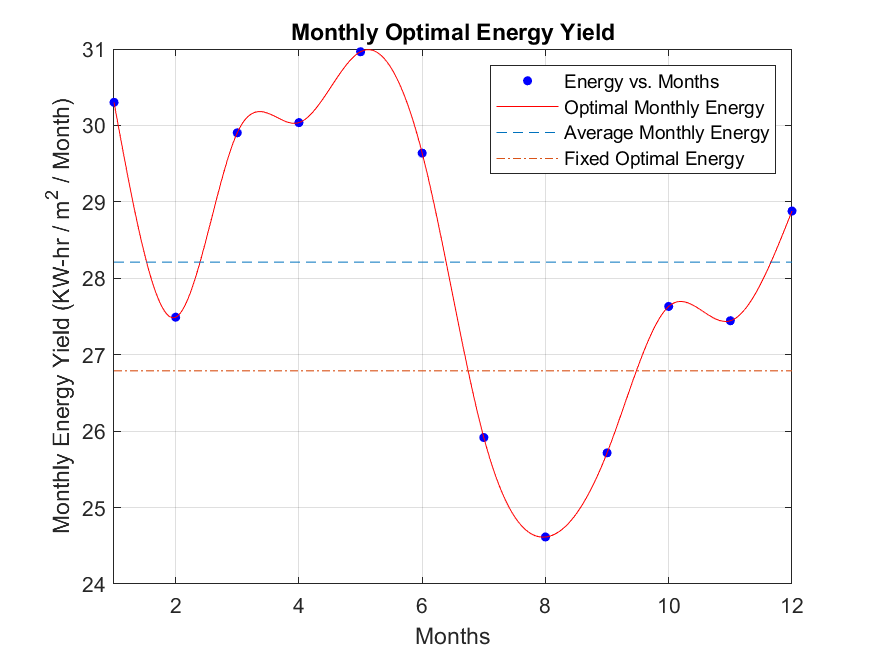 Monthly Optimal Energy Yield
Energy vs. Months
Optimal Monthly Energy
Average Monthly Energy
Fixed Optimal Energy
Monthly Energy Yield (KW-hr / m² / Month)
31
30
29
28
27
26
25
24
2 4 6 8 10 12
Months